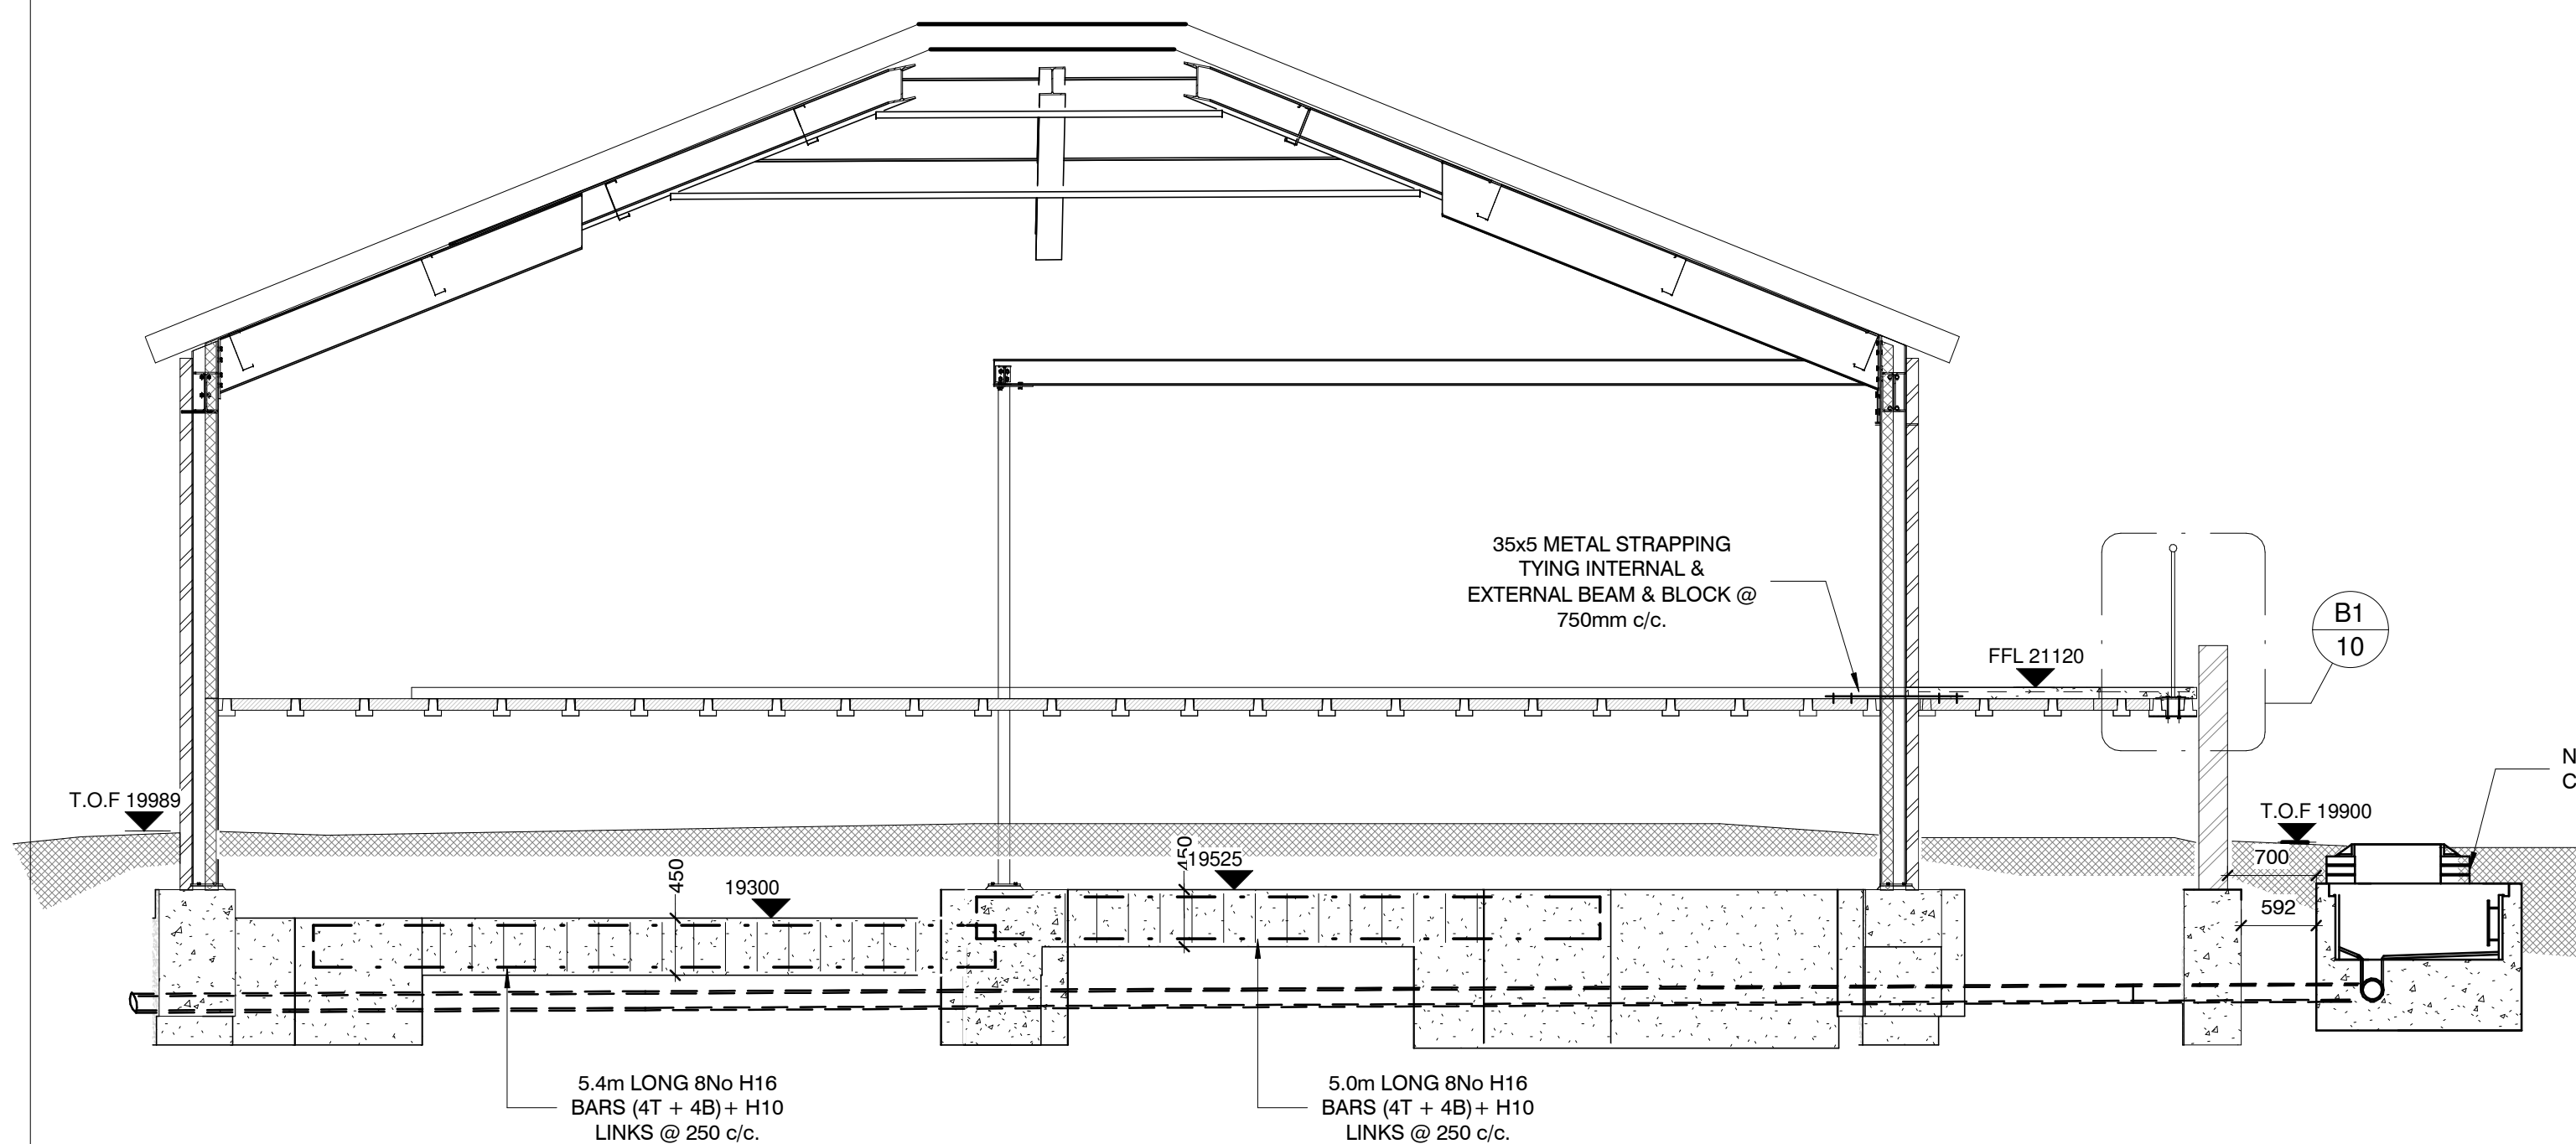 35x5 METAL STRAPPING
TYING INTERNAL &
EXTERNAL BEAM & BLOCK @
750mm c/c.
B1
10
FFL 21120
N
C
T.O.F 19989
T.O.F 19900
700
592
450
19300
450
19525
5.4m LONG 8No H16
BARS (4T + 4B)+ H10
LINKS @ 250 c/c.
5.0m LONG 8No H16
BARS (4T + 4B)+ H10
LINKS @ 250 c/c.